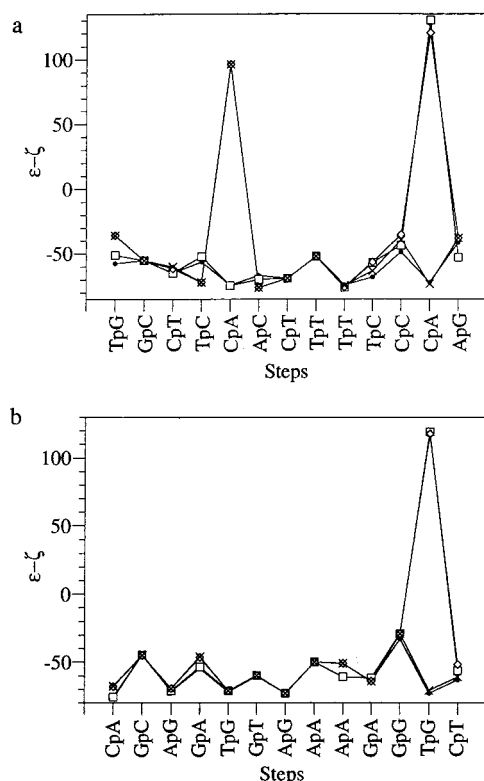 a
100
50
0
−50
ε−ζ
TpG
GpC
CpT
TpC
CpA
ApC
CpT
TpT
TpT
TpC
CpC
CpA
ApG
Steps
b
100
50
0
−50
ε−ζ
CpA
GpC
ApG
GpA
TpG
GpT
ApG
ApA
ApA
GpA
GpG
TpG
CpT
Steps